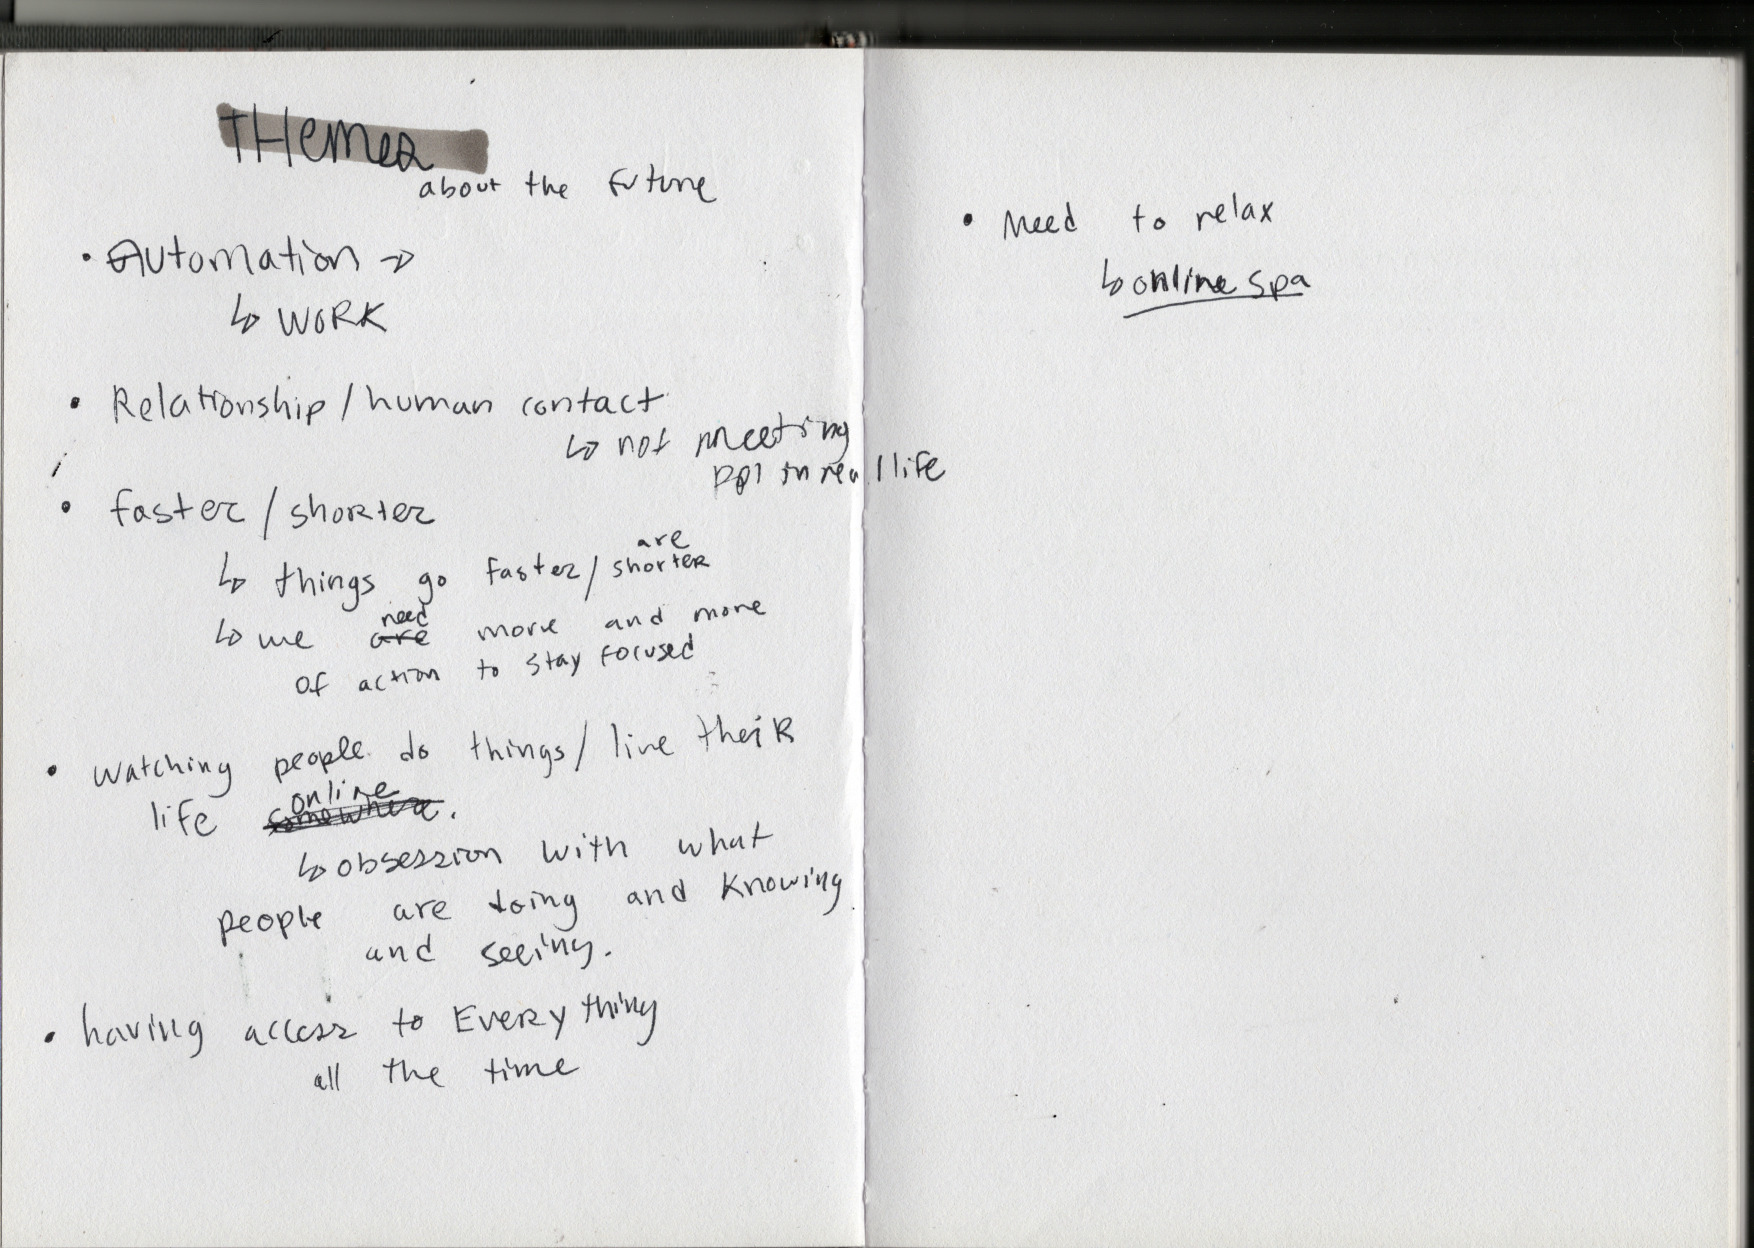 THemes
about the future
• Automation →
↳ WORK
• Relationship / human contact
↳ not meeting
ppl in real life
• faster / shorter
are
↳ things go faster / shorter
need
↳ we are more and more
of action to stay focused
• watching people do things / live their
online
life somewhere.
↳ obsession with what
people are doing and knowing
and seeing.
• having access to Everything
all the time
• Need to relax
↳ online spa